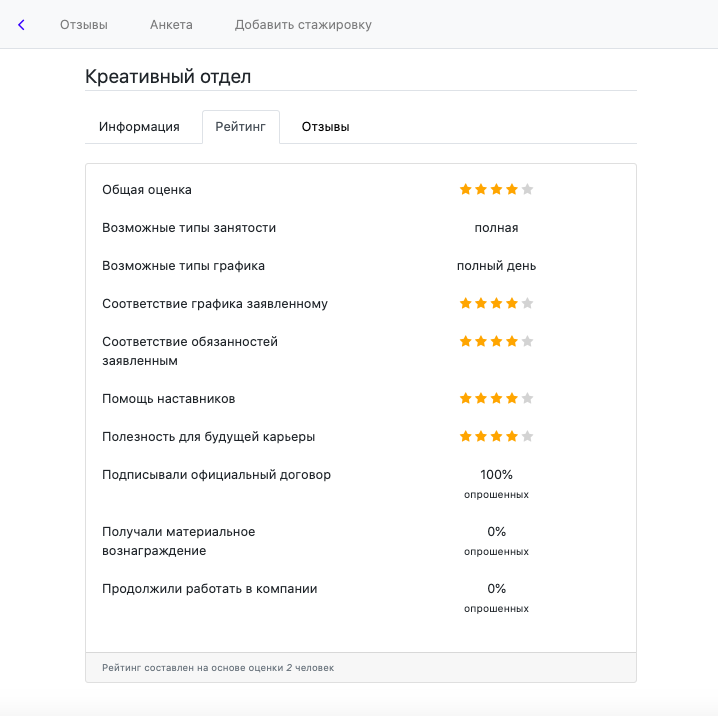 Отзывы Анкета Добавить стажировку
Креативный отдел
Информация Рейтинг Отзывы
Общая оценка
Возможные типы занятости полная
Возможные типы графика полный день
Соответствие графика заявленному
Соответствие обязанностей
заявленным
Помощь наставников
Полезность для будущей карьеры
Подписывали официальный договор 100%
опрошенных
Получали материальное 0%
вознаграждение опрошенных
Продолжили работать в компании 0%
опрошенных
Рейтинг составлен на основе оценки 2 человек